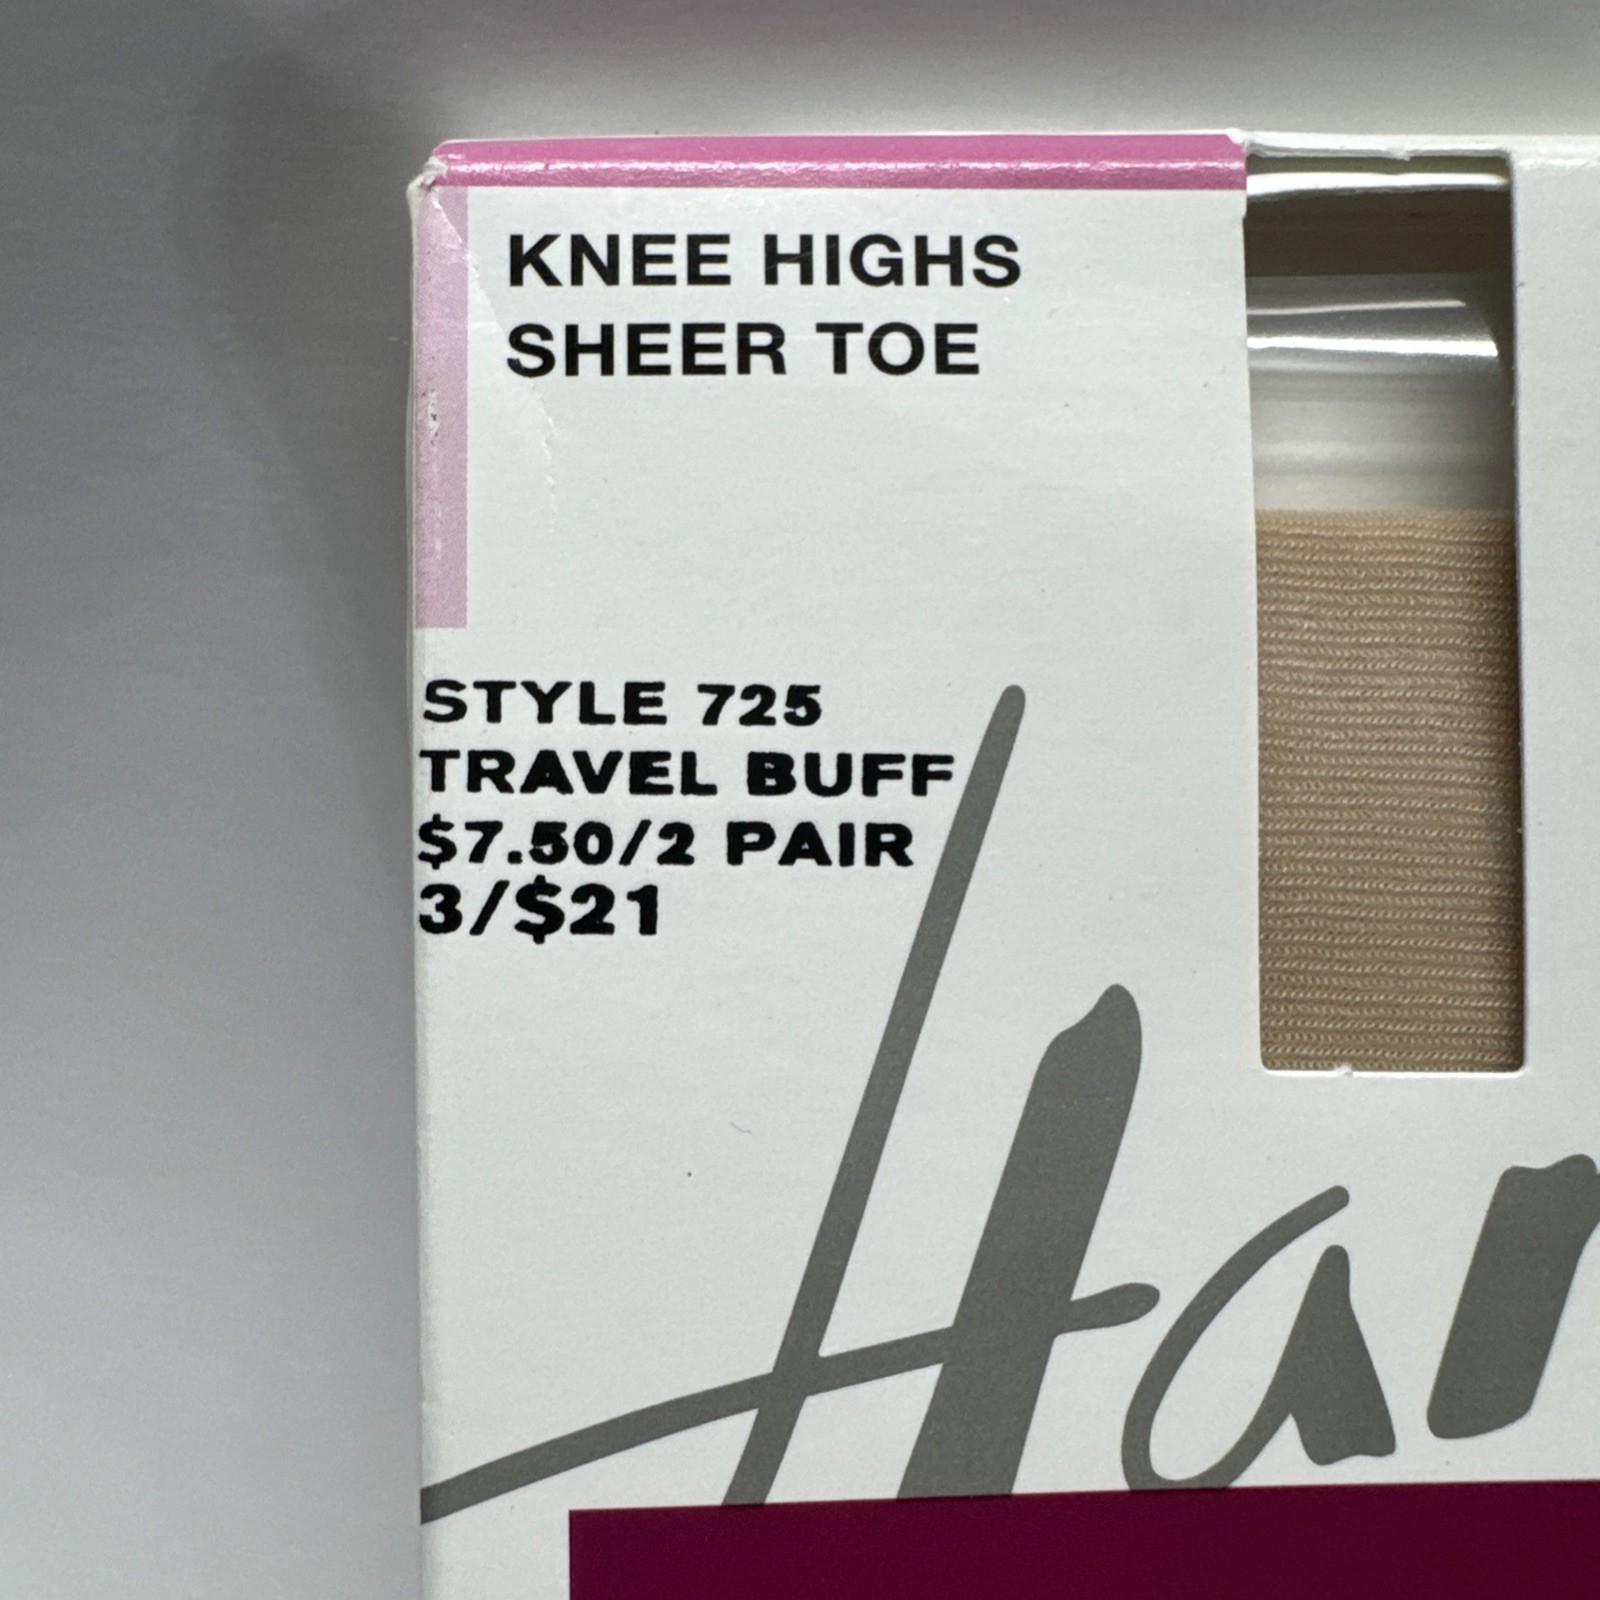 KNEE HIGHS
SHEER TOE
STYLE 725
TRAVEL BUFF
$7.50/2 PAIR
3/$21